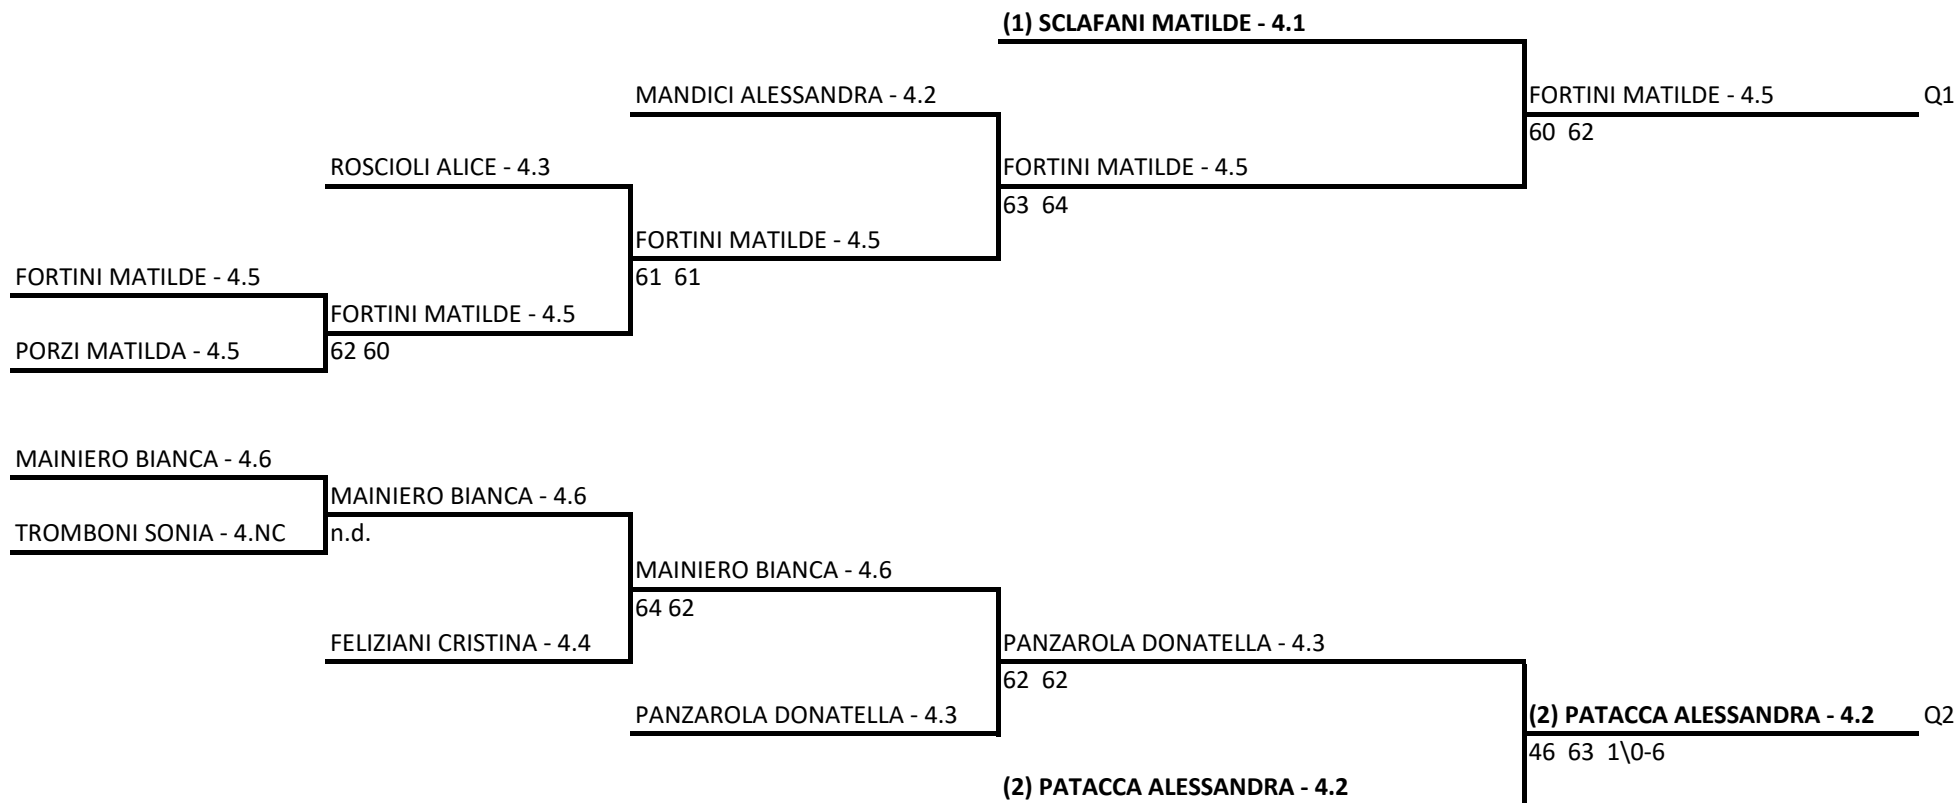 (1) SCLAFANI MATILDE - 4.1
MANDICI ALESSANDRA - 4.2
FORTINI MATILDE - 4.5 Q1
60 62
ROSCIOLI ALICE - 4.3
FORTINI MATILDE - 4.5
63 64
FORTINI MATILDE - 4.5
61 61
FORTINI MATILDE - 4.5
FORTINI MATILDE - 4.5
PORZI MATILDA - 4.5
62 60
MAINIERO BIANCA - 4.6
MAINIERO BIANCA - 4.6
TROMBONI SONIA - 4.NC
n.d.
MAINIERO BIANCA - 4.6
64 62
FELIZIANI CRISTINA - 4.4
PANZAROLA DONATELLA - 4.3
62 62
PANZAROLA DONATELLA - 4.3
(2) PATACCA ALESSANDRA - 4.2 Q2
46 63 1\0-6
(2) PATACCA ALESSANDRA - 4.2